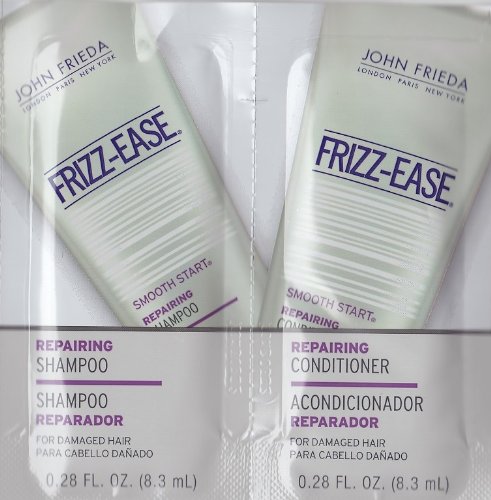 JOHN FRIEDA
LONDON PARIS NEW YORK
FRIZZ-EASE®
SMOOTH START®
REPAIRING
SHAMPOO
REPAIRING
SHAMPOO
SHAMPOO
REPARADOR
FOR DAMAGED HAIR
PARA CABELLO DAÑADO
0.28 FL. OZ. (8.3 mL)
JOHN FRIEDA
LONDON PARIS NEW YORK
FRIZZ-EASE®
SMOOTH START®
REPAIRING
REPAIRING
CONDITIONER
ACONDICIONADOR
REPARADOR
FOR DAMAGED HAIR
PARA CABELLO DAÑADO
0.28 FL. OZ. (8.3 mL)